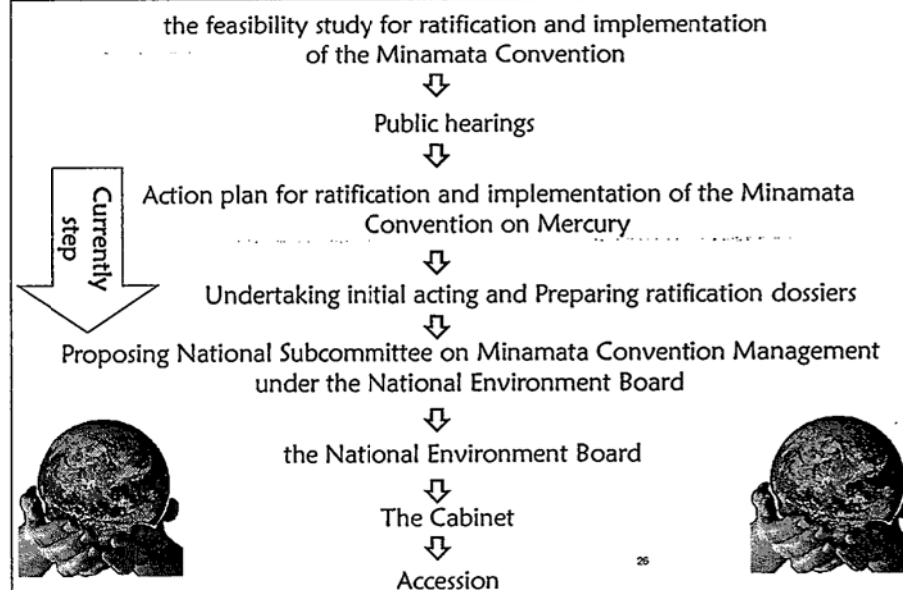 the feasibility study for ratification and implementation
of the Minamata Convention
Public hearings
Currently
step
Action plan for ratification and implementation of the Minamata
Convention on Mercury
Undertaking initial acting and Preparing ratification dossiers
Proposing National Subcommittee on Minamata Convention Management
under the National Environment Board
the National Environment Board
The Cabinet
26
Accession